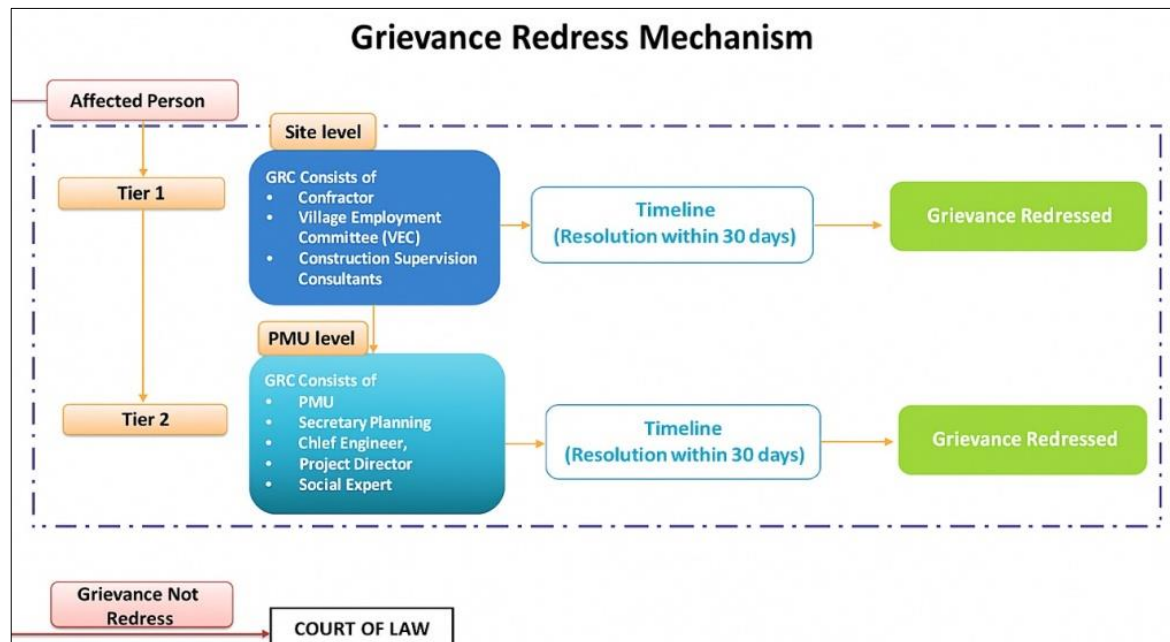 Grievance Redress Mechanism
Affected Person
Site level
Tier 1
GRC Consists of
• Confractor
• Village Employment
Committee (VEC)
• Construction Supervision
Consultants
Timeline
(Resolution within 30 days)
Grievance Redressed
PMU level
Tier 2
GRC Consists of
• PMU
• Secretary Planning
• Chlef Engineer,
• Project Director
• Social Expert
Timeline
(Resolution within 30 days)
Grievance Redressed
Grievance Not
Redress
COURT OF LAW